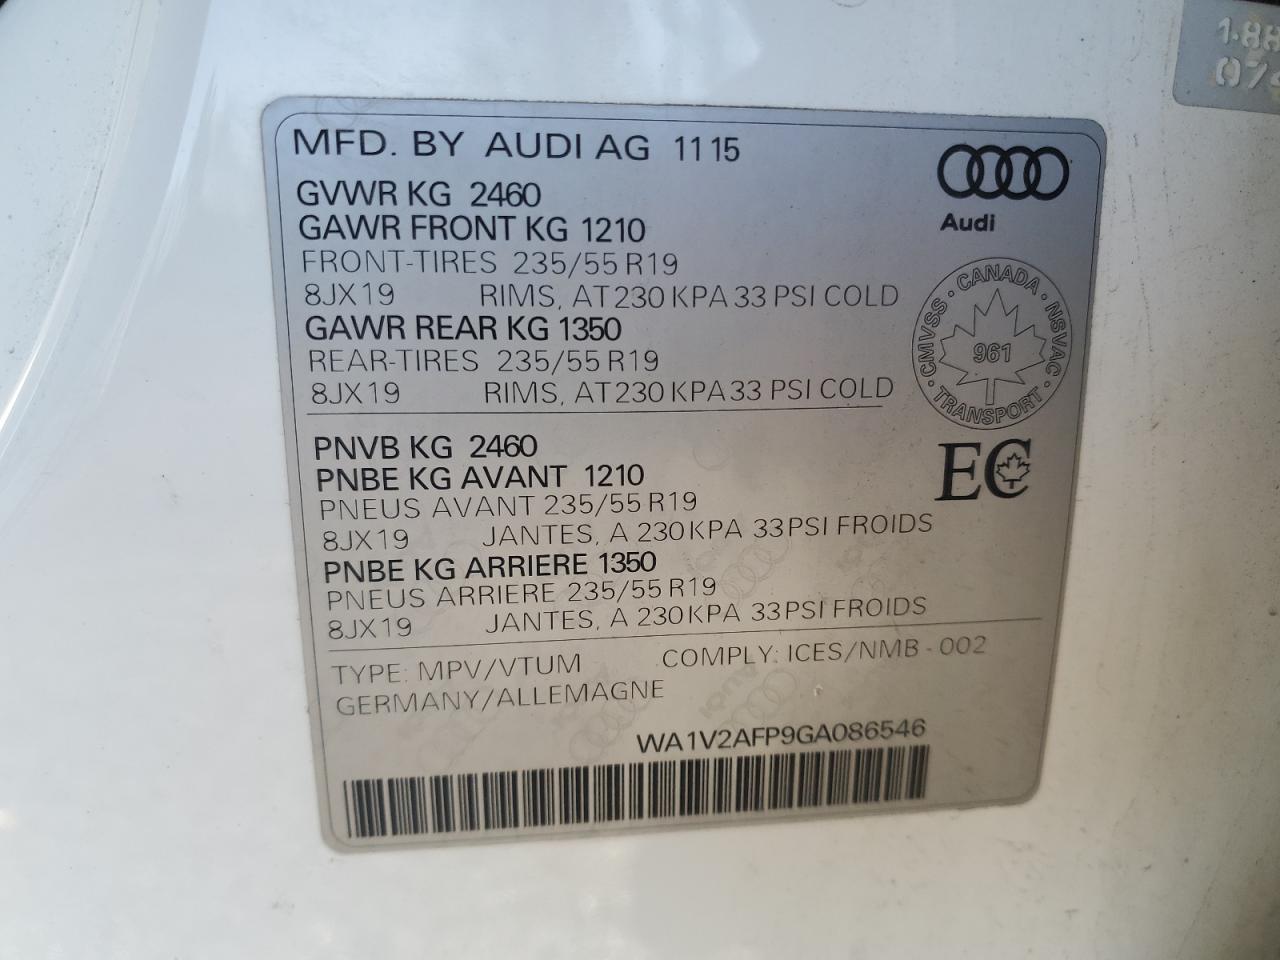 1-88
MFD. BY AUDI AG 11 15
GVWR KG 2460
GAWR FRONT KG 1210
FRONT-TIRES 235/55 R19
8JX19 RIMS, AT 230 KPA 33 PSI COLD
GAWR REAR KG 1350
REAR-TIRES 235/55 R19
8JX19 RIMS, AT 230 KPA 33 PSI COLD
Audi
CMVSS · CANADA · NSVAC · TRANSPORT ·
961
EC
PNVB KG 2460
PNBE KG AVANT 1210
PNEUS AVANT 235/55 R19
8JX19 JANTES, A 230 KPA 33 PSI FROIDS
PNBE KG ARRIERE 1350
PNEUS ARRIERE 235/55 R19
8JX19 JANTES, A 230 KPA 33 PSI FROIDS
TYPE: MPV/VTUM COMPLY: ICES/NMB - 002
GERMANY/ALLEMAGNE
WA1V2AFP9GA086546